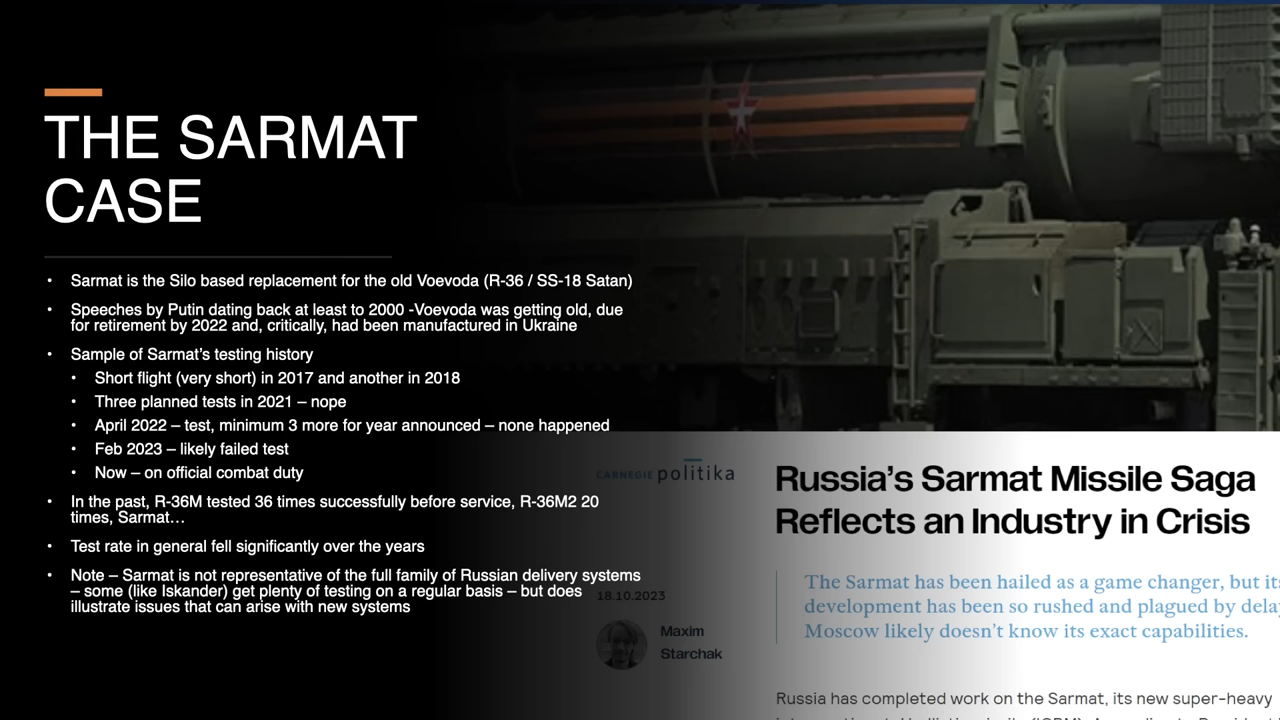 THE SARMAT
CASE
• Sarmat is the Silo based replacement for the old Voevoda (R-36 / SS-18 Satan)
• Speeches by Putin dating back at least to 2000 -Voevoda was getting old, due
for retirement by 2022 and, critically, had been manufactured in Ukraine
• Sample of Sarmat's testing history
• Short flight (very short) in 2017 and another in 2018
• Three planned tests in 2021 – nope
• April 2022 – test, minimum 3 more for year announced – none happened
• Feb 2023 – likely failed test
• Now – on official combat duty
• In the past, R-36M tested 36 times successfully before service, R-36M2 20
times, Sarmat…
• Test rate in general fell significantly over the years
• Note – Sarmat is not representative of the full family of Russian delivery systems
– some (like Iskander) get plenty of testing on a regular basis – but does
illustrate issues that can arise with new systems
CARNEGIE politika
Russia's Sarmat Missile Saga
Reflects an Industry in Crisis
18.10.2023
Maxim
Starchak
The Sarmat has been hailed as a game changer, but its
development has been so rushed and plagued by dela
Moscow likely doesn't know its exact capabilities.
Russia has completed work on the Sarmat, its new super-heavy